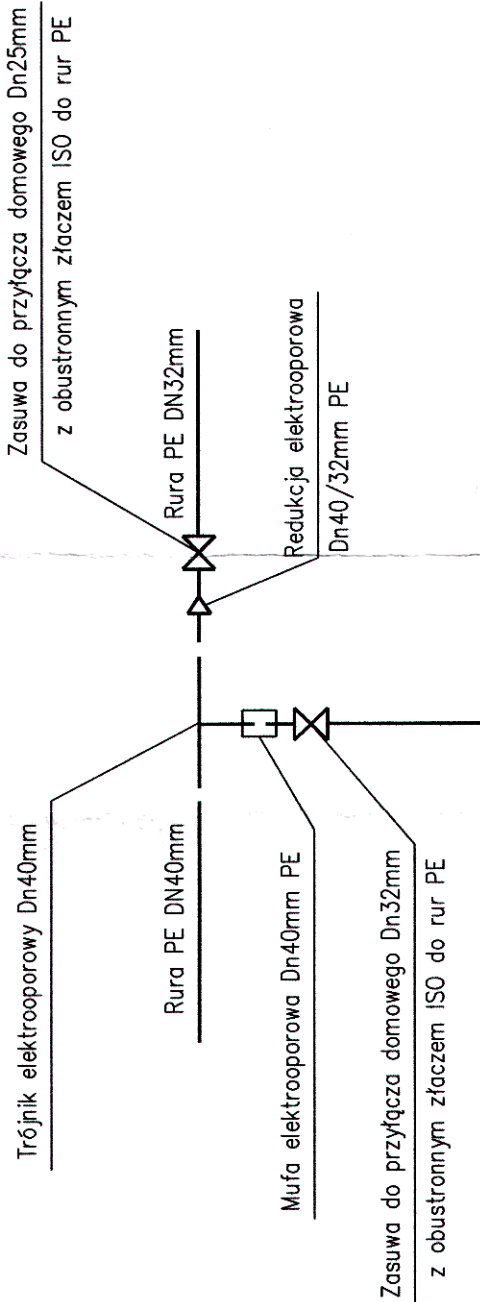 Trójnik elektrooporowy Dn40mm
Rura PE DN40mm
Mufa elektrooporowa Dn40mm PE
Zasuwa do przyłącza domowego Dn32mm
z obustronnym złaczem ISO do rur PE
Zasuwa do przyłącza domowego Dn25mm
z obustronnym złaczem ISO do rur PE
Rura PE DN32mm
Redukcja elektrooporowa
Dn40/32mm PE